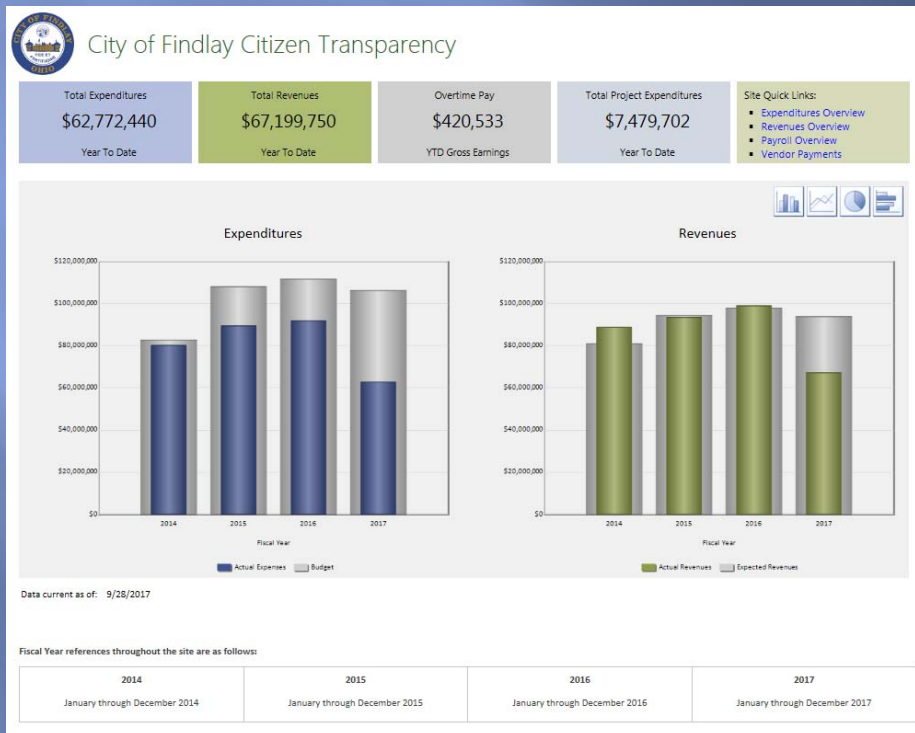 CITY OF FINDLAY
OHIO
City of Findlay Citizen Transparency
Total Expenditures
$62,772,440
Year To Date
Total Revenues
$67,199,750
Year To Date
Overtime Pay
$420,533
YTD Gross Earnings
Total Project Expenditures
$7,479,702
Year To Date
Site Quick Links:
Expenditures Overview
Revenues Overview
Payroll Overview
Vendor Payments
Expenditures
$120,000,000
$100,000,000
$80,000,000
$60,000,000
$40,000,000
$20,000,000
$0
2014 2015 2016 2017
Fiscal Year
Actual Expenses Budget
Revenues
$120,000,000
$100,000,000
$80,000,000
$60,000,000
$40,000,000
$20,000,000
$0
2014 2015 2016 2017
Fiscal Year
Actual Revenues Expected Revenues
Data current as of: 9/28/2017
Fiscal Year references throughout the site are as follows:
2014 2015 2016 2017
January through December 2014 January through December 2015 January through December 2016 January through December 2017